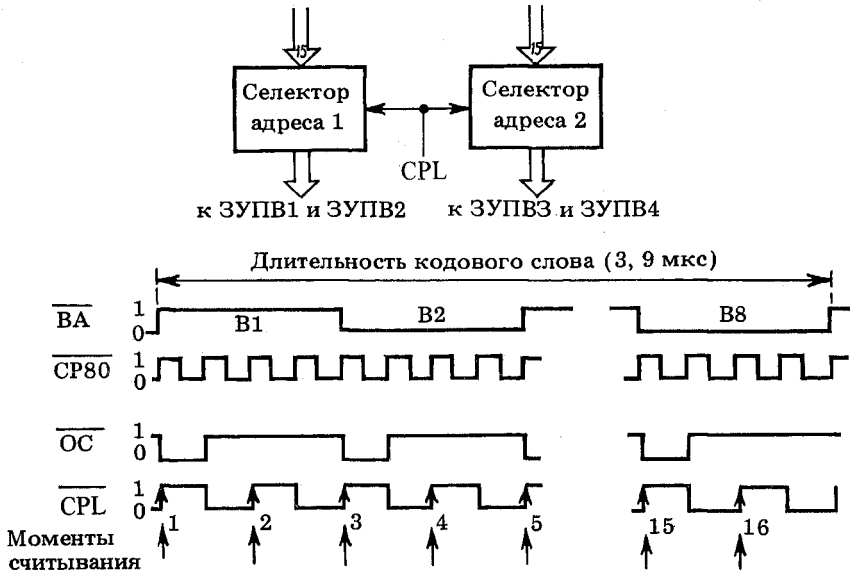 15 15
Селектор адреса 1
Селектор адреса 2
CPL
к ЗУПВ1 и ЗУПВ2
к ЗУПВ3 и ЗУПВ4
Длительность кодового слова (3, 9 мкс)
BA 1 0 B1 B2 B8
CP80 1 0
OC 1 0
CPL 1 0
1 2 3 4 5 15 16
Моменты
считывания